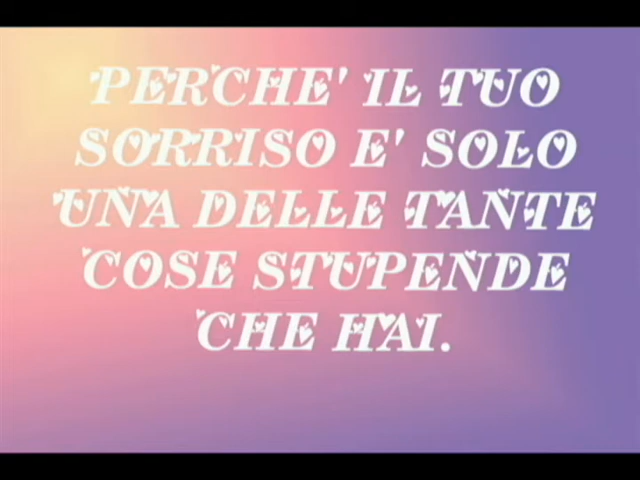 PERCHE' IL TUO
SORRISO E' SOLO
UNA DELLE TANTE
COSE STUPENDE
CHE HAI.